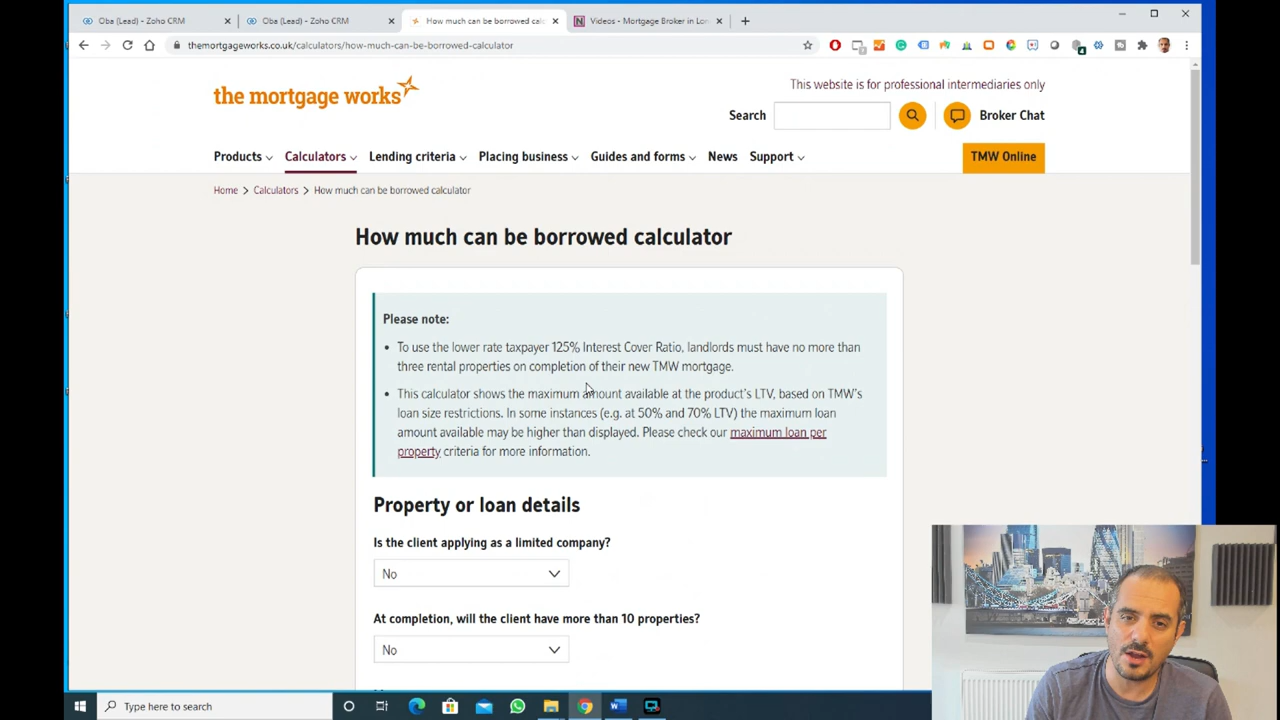 Oba (Lead) - Zoho CRM
Oba (Lead) - Zoho CRM
How much can be borrowed calc
Videos - Mortgage Broker in Lon
themortgageworks.co.uk/calculators/how-much-can-be-borrowed-calculator
This website is for professional intermediaries only
the mortgage works
Search
Broker Chat
Products
Calculators
Lending criteria
Placing business
Guides and forms
News
Support
TMW Online
Home > Calculators > How much can be borrowed calculator
How much can be borrowed calculator
Please note:
• To use the lower rate taxpayer 125% Interest Cover Ratio, landlords must have no more than
three rental properties on completion of their new TMW mortgage.
• This calculator shows the maximum amount available at the product's LTV, based on TMW's
loan size restrictions. In some instances (e.g. at 50% and 70% LTV) the maximum loan
amount available may be higher than displayed. Please check our maximum loan per
property criteria for more information.
Property or loan details
Is the client applying as a limited company?
No
At completion, will the client have more than 10 properties?
No
Type here to search